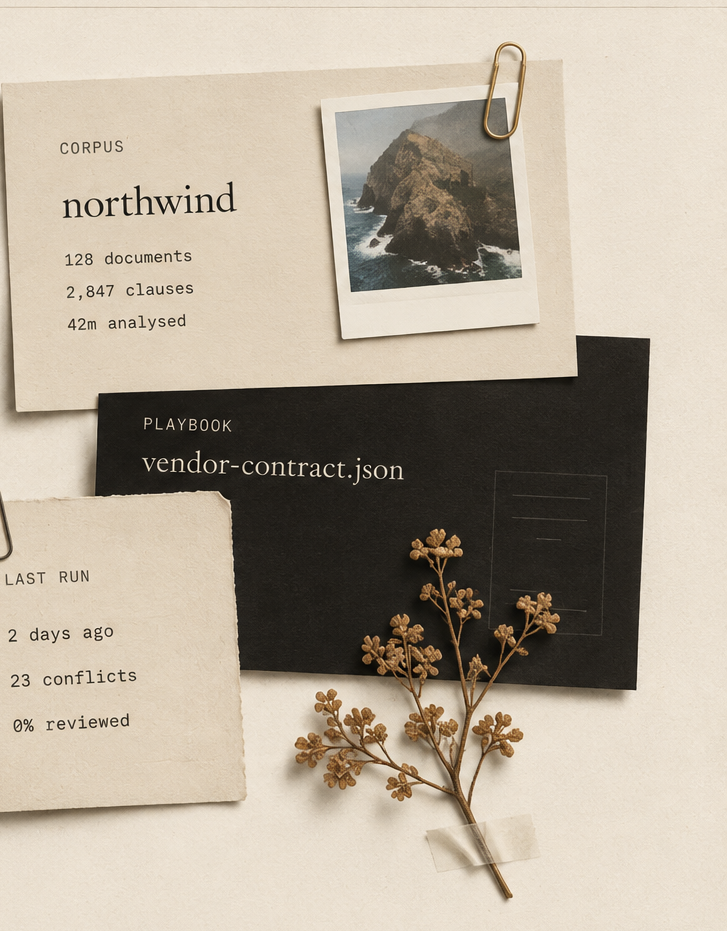 CORPUS
northwind
128 documents
2,847 clauses
42m analysed
PLAYBOOK
vendor-contract.json
LAST RUN
2 days ago
23 conflicts
0% reviewed